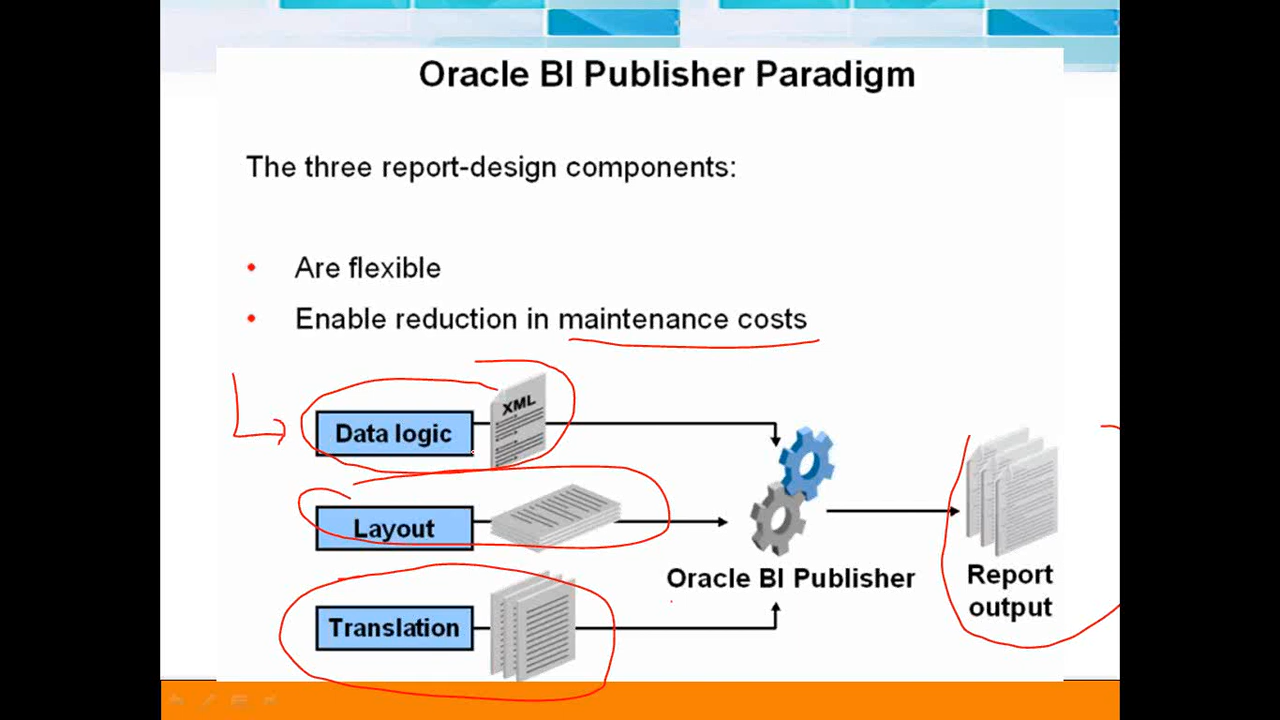 Oracle BI Publisher Paradigm
The three report-design components:
• Are flexible
• Enable reduction in maintenance costs
XML
Data logic
Layout
Translation
Oracle BI Publisher
Report
output